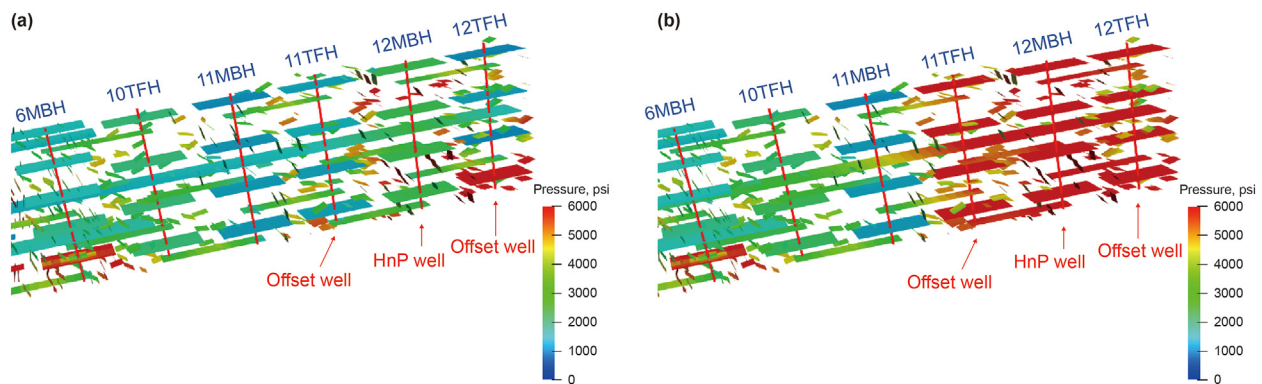 (a)
6MBH
10TFH
11MBH
11TFH
12MBH
12TFH
Offset well
HnP well
Offset well
Pressure, psi
6000
5000
4000
3000
2000
1000
0
(b)
6MBH
10TFH
11MBH
11TFH
12MBH
12TFH
Offset well
HnP well
Offset well
Pressure, psi
6000
5000
4000
3000
2000
1000
0